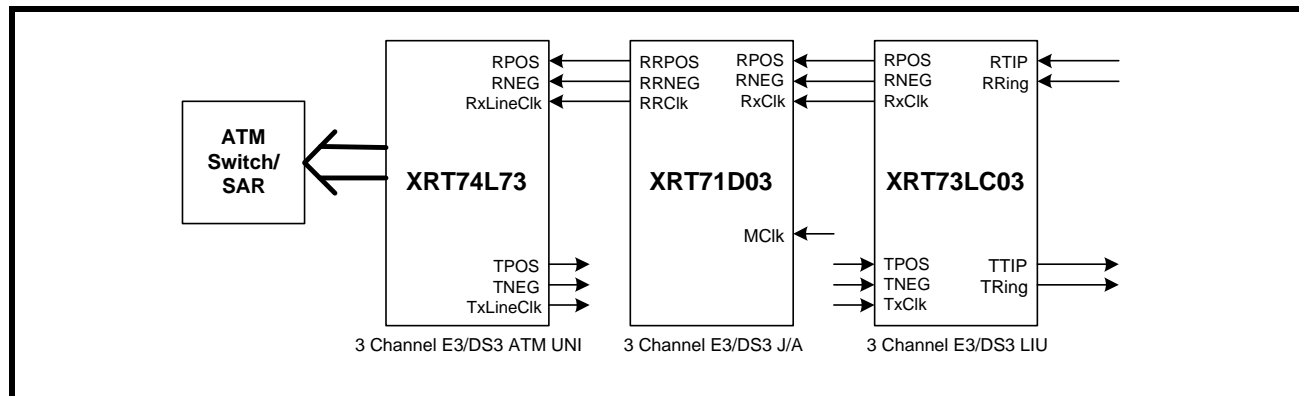 RPOS
RNEG
RxLineClk
RRPOS
RRNEG
RRClk
RPOS
RNEG
RxClk
RPOS
RNEG
RxClk
RTIP
RRing
ATM
Switch/
SAR
XRT74L73
XRT71D03
XRT73LC03
MClk
TPOS
TNEG
TxLineClk
TPOS
TNEG
TxClk
TTIP
TRing
3 Channel E3/DS3 ATM UNI
3 Channel E3/DS3 J/A
3 Channel E3/DS3 LIU